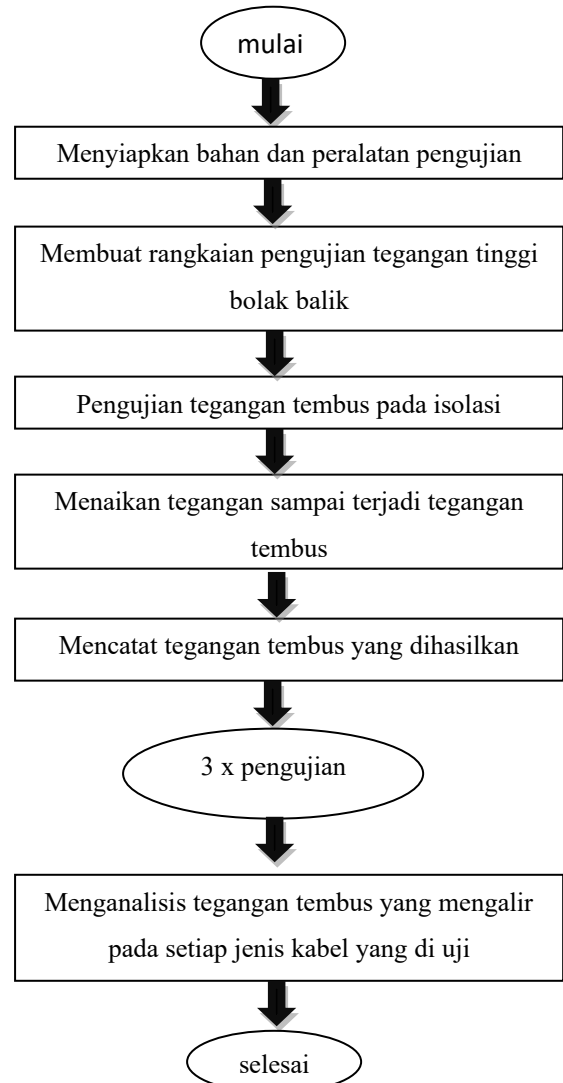 mulai
Menyiapkan bahan dan peralatan pengujian
Membuat rangkaian pengujian tegangan tinggi
bolak balik
Pengujian tegangan tembus pada isolasi
Menaikan tegangan sampai terjadi tegangan
tembus
Mencatat tegangan tembus yang dihasilkan
3 x pengujian
Menganalisis tegangan tembus yang mengalir
pada setiap jenis kabel yang di uji
selesai